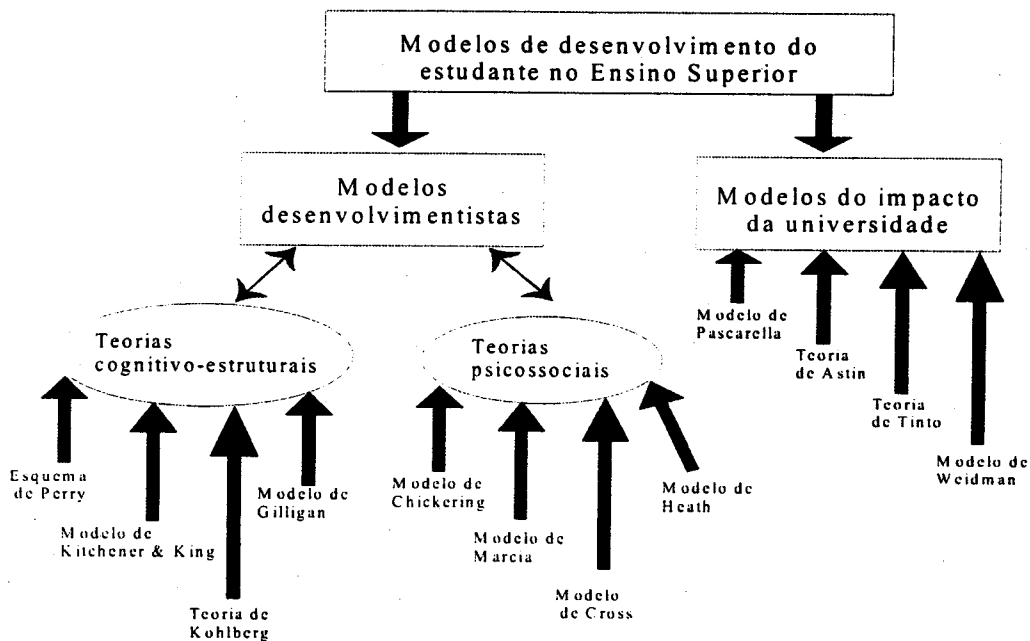 Modelos de desenvolvimento do
estudante no Ensino Superior
Modelos
desenvolvimentistas
Modelos do impacto
da universidade
Teorias
cognitivo-estruturais
Teorias
psicossociais
Modelo de
Pascarella
Teoria
de Astin
Teoria
de Tinto
Modelo de
Weidman
Esquema
de Perry
Modelo de
Kitchener & King
Teoria de
Kohlberg
Modelo de
Gilligan
Modelo de
Chickering
Modelo de
Marcia
Modelo
de Cross
Modelo de
Heath